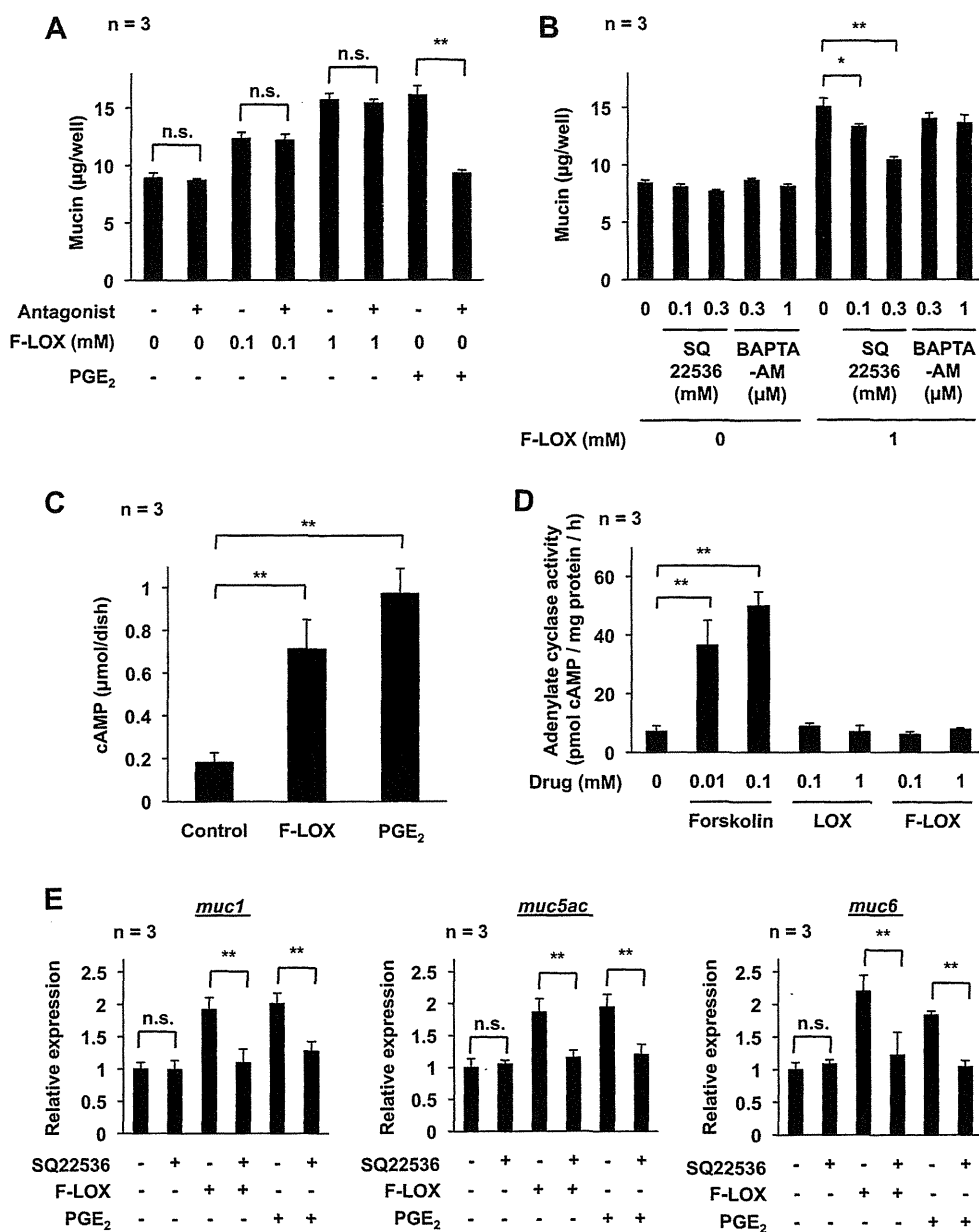 A
n = 3
n.s.
n.s.
n.s.
**
Mucin (µg/well)
15
10
5
0
Antagonist - + - + - + - +
F-LOX (mM) 0 0 0.1 0.1 1 1 0 0
PGE2 - - - - - - + +
B
n = 3
**
*
Mucin (µg/well)
15
10
5
0
0 0.1 0.3 0.3 1 0 0.1 0.3 0.3 1
SQ BAPTA SQ BAPTA
22536 -AM 22536 -AM
(mM) (µM) (mM) (µM)
F-LOX (mM) 0 1
C
n = 3
**
**
cAMP (µmol/dish)
1
0.8
0.6
0.4
0.2
0
Control F-LOX PGE2
D
n = 3
**
**
Adenylate cyclase activity
(pmol cAMP / mg protein / h)
60
40
20
0
Drug (mM) 0 0.01 0.1 0.1 1 0.1 1
Forskolin LOX F-LOX
E
muc1
n = 3
n.s.
**
**
Relative expression
2.5
2
1.5
1
0.5
0
SQ22536 - + - + - +
F-LOX - - + + - -
PGE2 - - - - + +
muc5ac
n = 3
n.s.
**
**
Relative expression
2.5
2
1.5
1
0.5
0
SQ22536 - + - + - +
F-LOX - - + + - -
PGE2 - - - - + +
muc6
n = 3
n.s.
**
**
Relative expression
2.5
2
1.5
1
0.5
0
SQ22536 - + - + - +
F-LOX - - + + - -
PGE2 - - - - + +